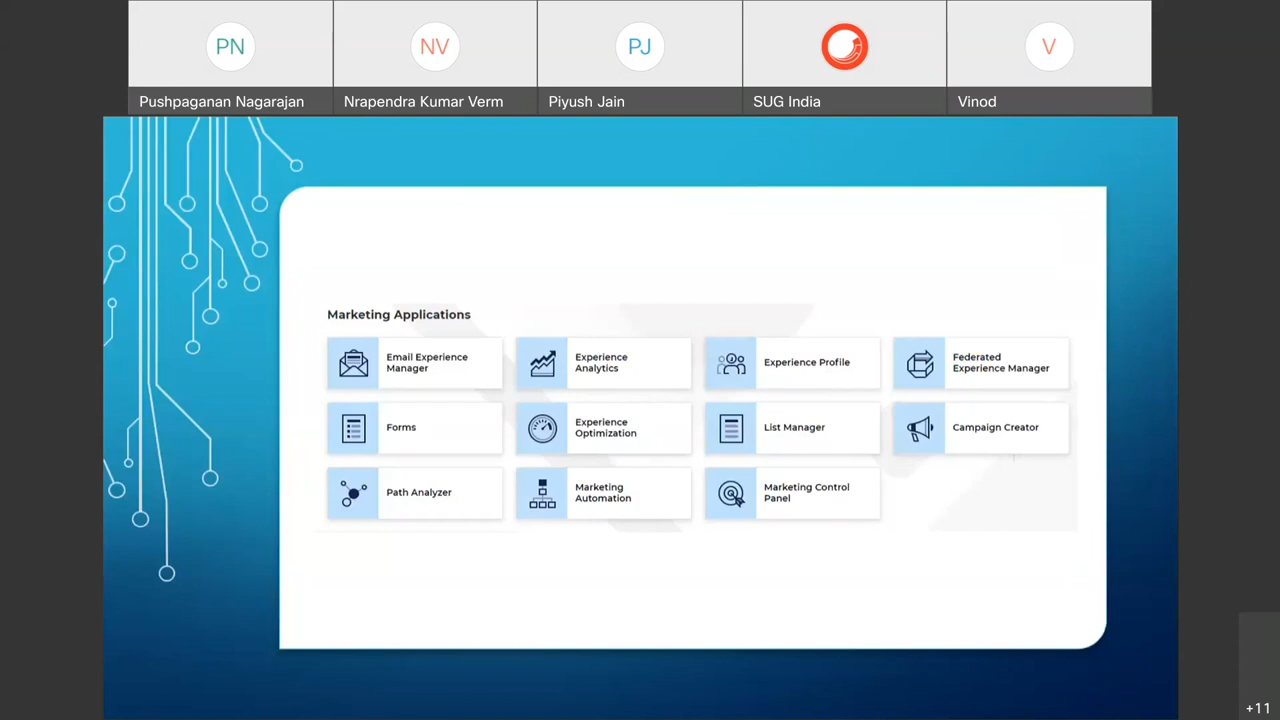 PN
NV
PJ
V
Pushpaganan Nagarajan
Nrapendra Kumar Verm
Piyush Jain
SUG India
Vinod
Marketing Applications
Email Experience
Manager
Experience
Analytics
Experience Profile
Federated
Experience Manager
Forms
Experience
Optimization
List Manager
Campaign Creator
Path Analyzer
Marketing
Automation
Marketing Control
Panel
+11